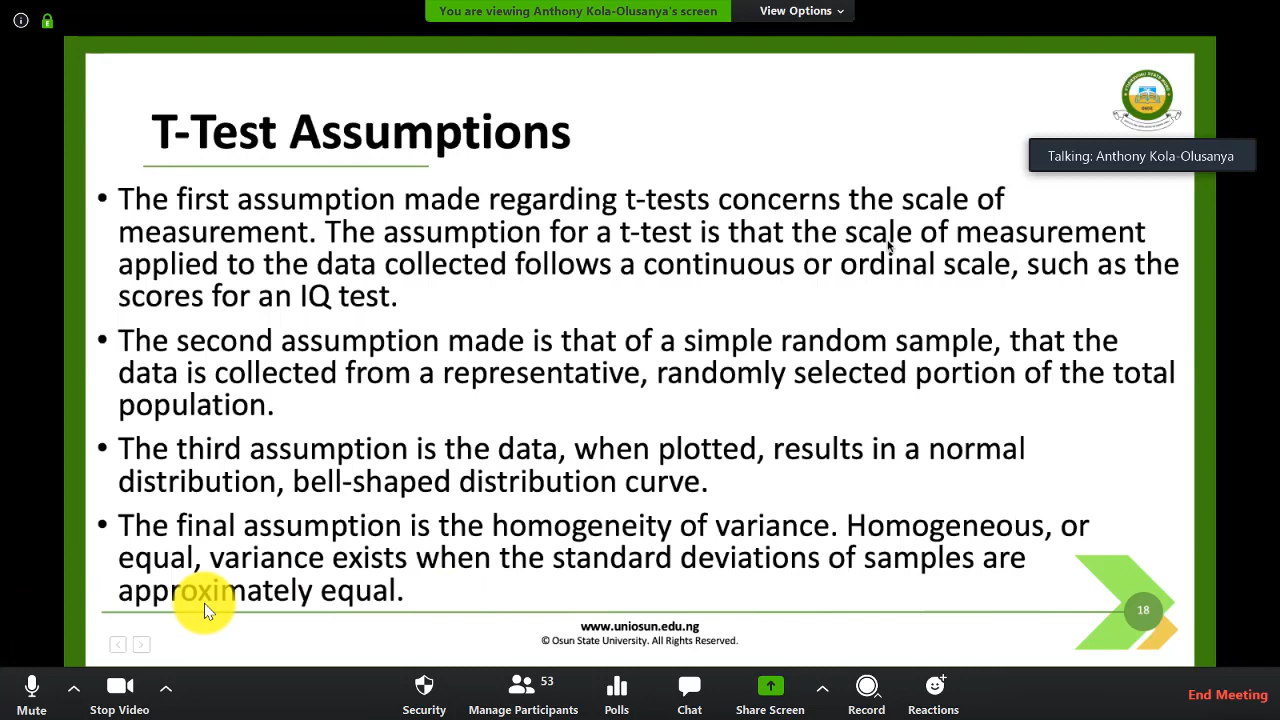 You are viewing Anthony Kola-Olusanya's screen
View Options
T-Test Assumptions
Talking: Anthony Kola-Olusanya
• The first assumption made regarding t-tests concerns the scale of
measurement. The assumption for a t-test is that the scale of measurement
applied to the data collected follows a continuous or ordinal scale, such as the
scores for an IQ test.
• The second assumption made is that of a simple random sample, that the
data is collected from a representative, randomly selected portion of the total
population.
• The third assumption is the data, when plotted, results in a normal
distribution, bell-shaped distribution curve.
• The final assumption is the homogeneity of variance. Homogeneous, or
equal, variance exists when the standard deviations of samples are
approximately equal.
18
www.uniosun.edu.ng
© Osun State University. All Rights Reserved.
Mute
Stop Video
Security
53
Manage Participants
Polls
Chat
Share Screen
Record
Reactions
End Meeting